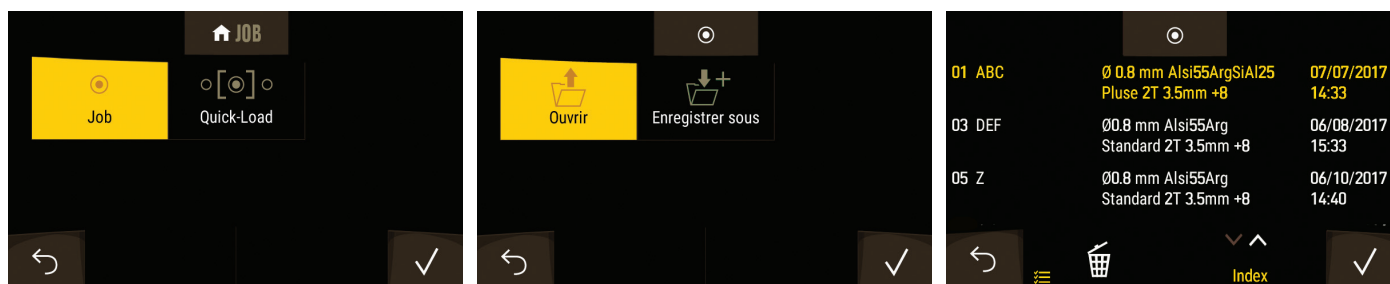 JOB
Job
Quick-Load
Ouvrir
Enregistrer sous
01 ABC Ø 0.8 mm Alsi55ArgSiAl25 07/07/2017
Pluse 2T 3.5mm +8 14:33
03 DEF Ø0.8 mm Alsi55Arg 06/08/2017
Standard 2T 3.5mm +8 15:33
05 Z Ø0.8 mm Alsi55Arg 06/10/2017
Standard 2T 3.5mm +8 14:40
Index